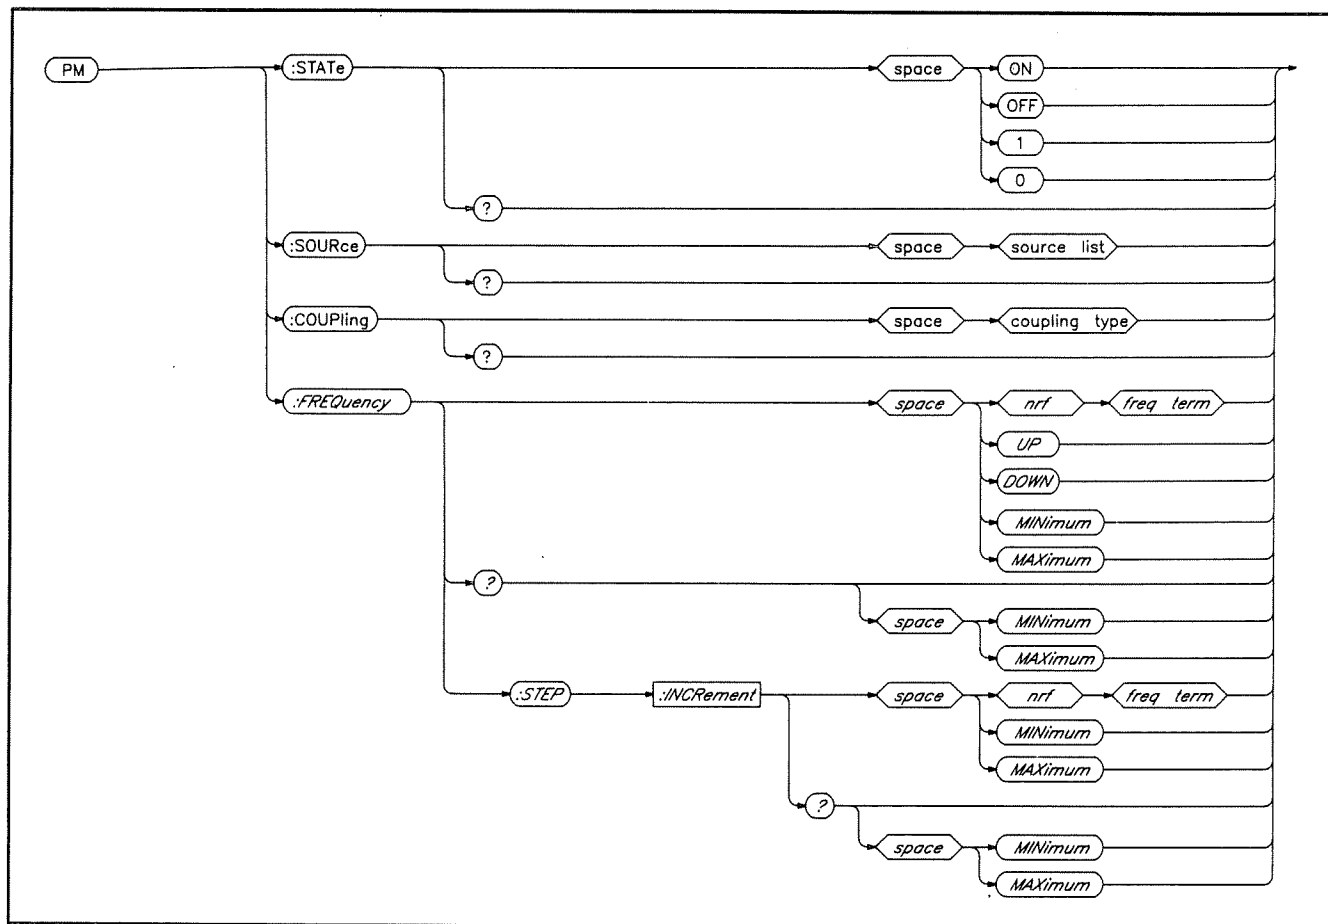 PM :STATe space ON
OFF
1
0
?
:SOURce space source list
?
:COUPling space coupling type
?
:FREQuency space nrf freq term
UP
DOWN
MINimum
MAXimum
?
space MINimum
MAXimum
:STEP :INCRement space nrf freq term
MINimum
MAXimum
?
space MINimum
MAXimum